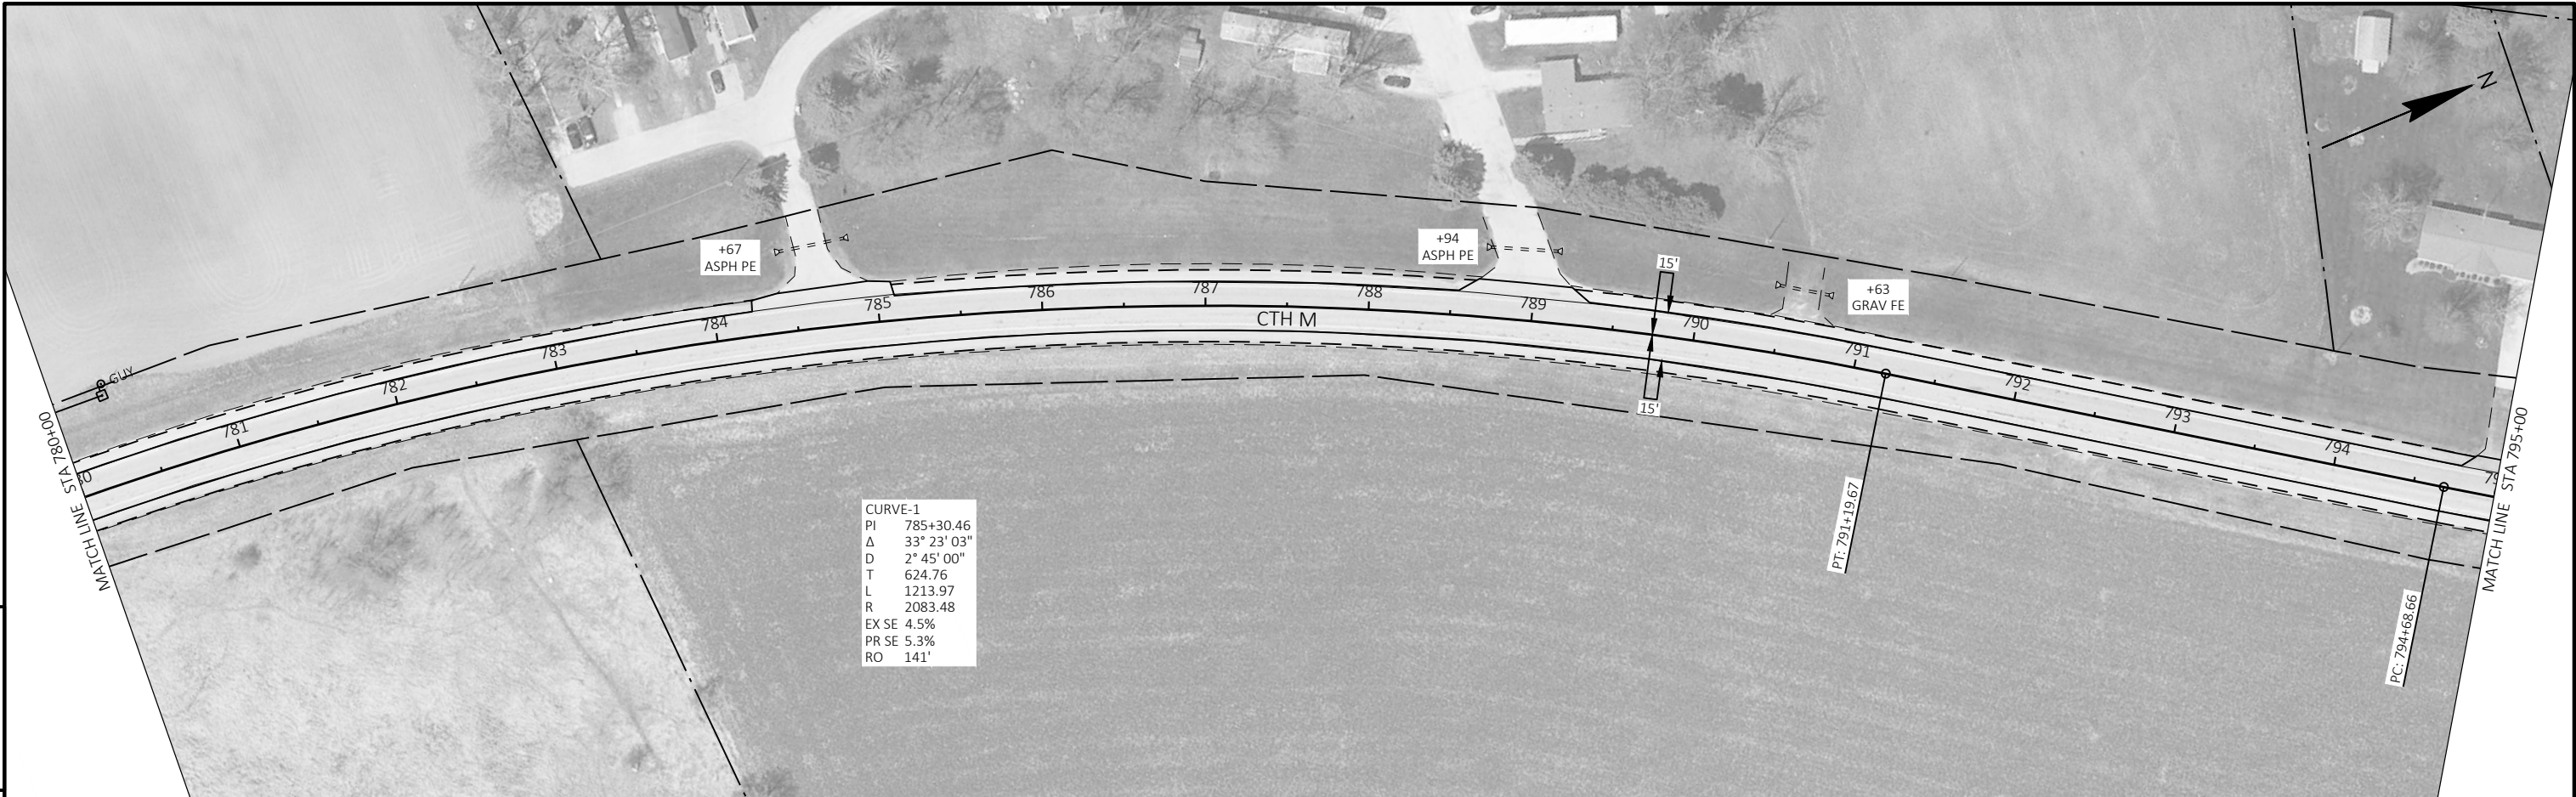 N
+67
ASPH PE
+94
ASPH PE
15'
+63
GRAV FE
GUY
781
782
783
784
785
786
787
788
789
790
791
792
793
794
CTH M
15'
MATCH LINE STA 780+00
MATCH LINE STA 795+00
CURVE-1
PI 785+30.46
Δ 33° 23' 03"
D 2° 45' 00"
T 624.76
L 1213.97
R 2083.48
EX SE 4.5%
PR SE 5.3%
RO 141'
PT: 791+19.67
PC: 794+68.66